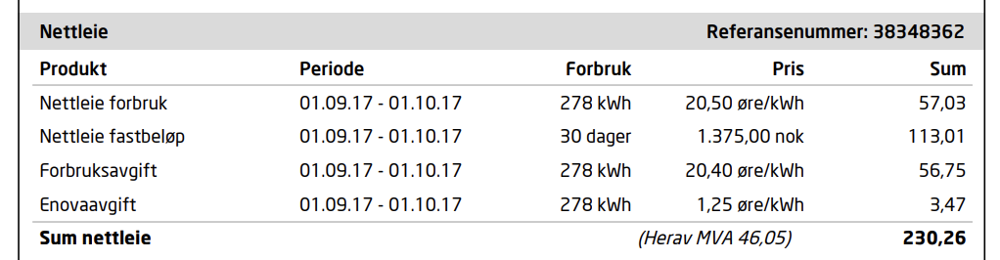 Nettleie Referansenummer: 38348362
Produkt Periode Forbruk Pris Sum
Nettleie forbruk 01.09.17 - 01.10.17 278 kWh 20,50 øre/kWh 57,03
Nettleie fastbeløp 01.09.17 - 01.10.17 30 dager 1.375,00 nok 113,01
Forbruksavgift 01.09.17 - 01.10.17 278 kWh 20,40 øre/kWh 56,75
Enovaavgift 01.09.17 - 01.10.17 278 kWh 1,25 øre/kWh 3,47
Sum nettleie (Herav MVA 46,05) 230,26